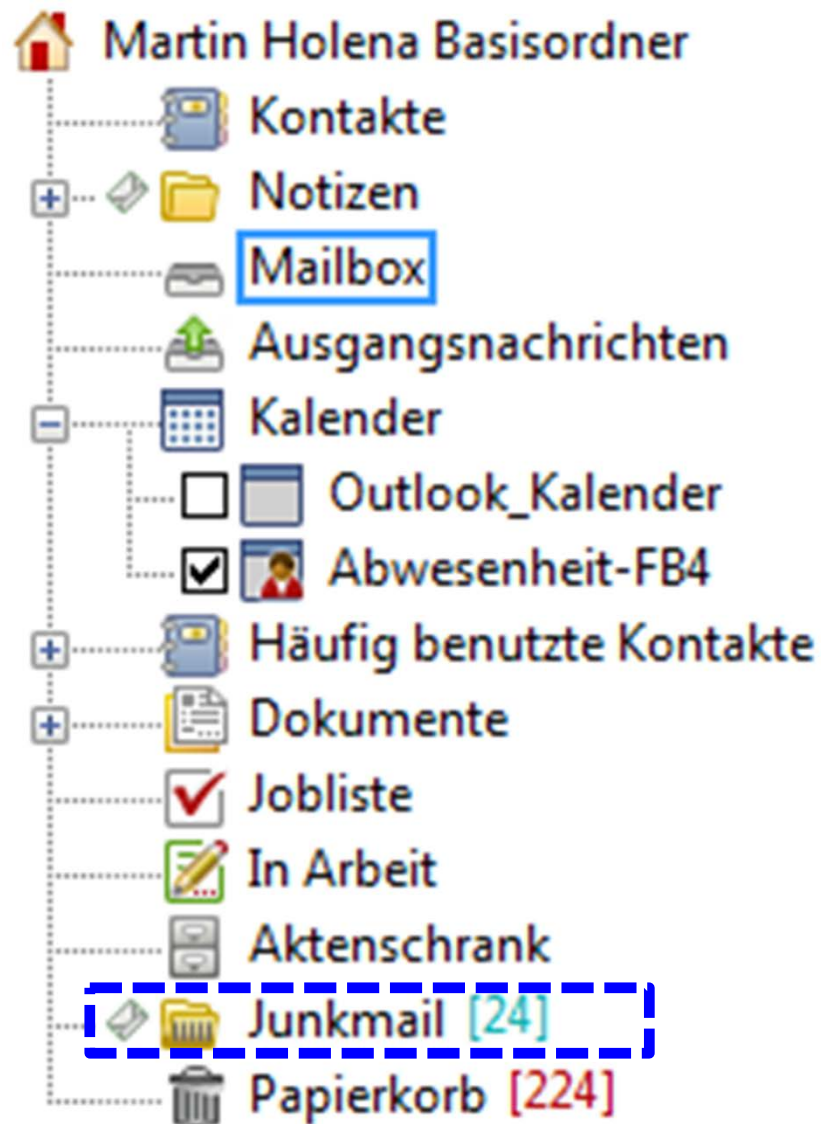 Martin Holena Basisordner
Kontakte
Notizen
Mailbox
Ausgangsnachrichten
Kalender
Outlook_Kalender
Abwesenheit-FB4
Häufig benutzte Kontakte
Dokumente
Jobliste
In Arbeit
Aktenschrank
Junkmail [24]
Papierkorb [224]